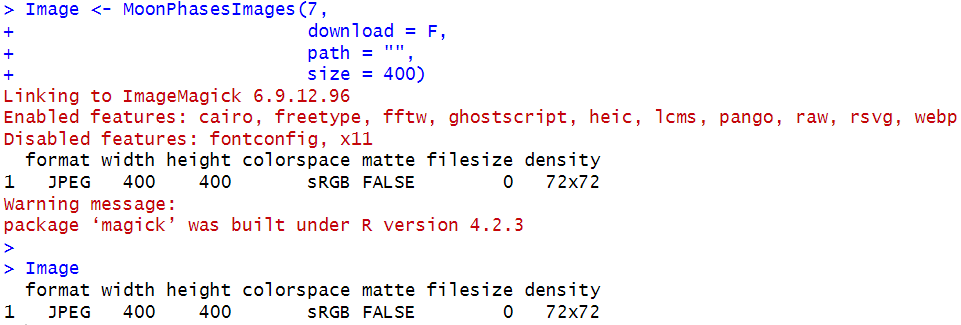 > Image <- MoonPhasesImages(7,
+                           download = F,
+                           path = "",
+                           size = 400)
Linking to ImageMagick 6.9.12.96
Enabled features: cairo, freetype, fftw, ghostscript, heic, lcms, pango, raw, rsvg, webp
Disabled features: fontconfig, x11
  format width height colorspace matte filesize density
1   JPEG   400    400       sRGB FALSE        0   72x72
Warning message:
package ‘magick’ was built under R version 4.2.3
>
> Image
  format width height colorspace matte filesize density
1   JPEG   400    400       sRGB FALSE        0   72x72